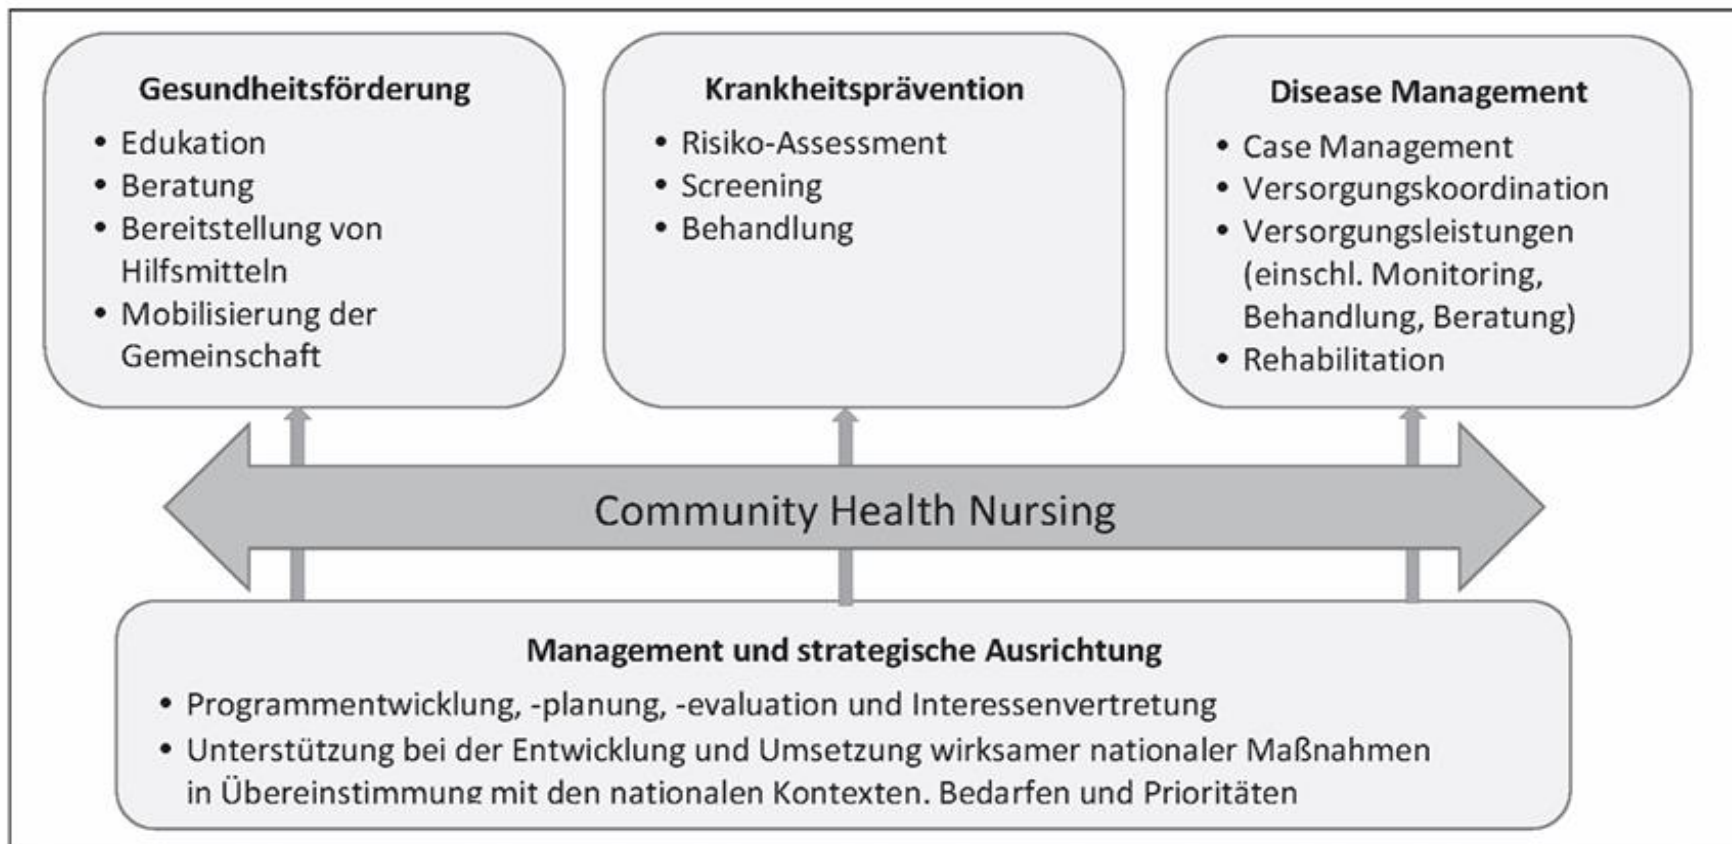 Gesundheitsförderung
• Edukation
• Beratung
• Bereitstellung von
Hilfsmitteln
• Mobilisierung der
Gemeinschaft
Krankheitsprävention
• Risiko-Assessment
• Screening
• Behandlung
Disease Management
• Case Management
• Versorgungskoordination
• Versorgungsleistungen
(einschl. Monitoring,
Behandlung, Beratung)
• Rehabilitation
Community Health Nursing
Management und strategische Ausrichtung
• Programmentwicklung, -planung, -evaluation und Interessenvertretung
• Unterstützung bei der Entwicklung und Umsetzung wirksamer nationaler Maßnahmen
in Übereinstimmung mit den nationalen Kontexten. Bedarfen und Prioritäten